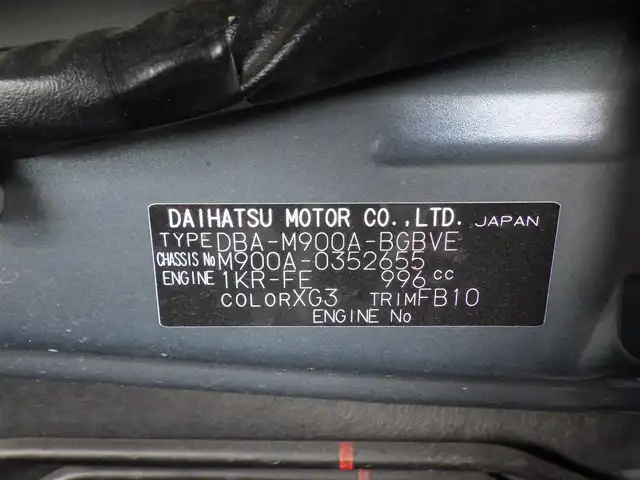 DAIHATSU MOTOR CO.,LTD. JAPAN
TYPE DBA-M900A-BGBVE
CHASSIS No M900A-0352655
ENGINE 1KR-FE 996 cc
COLOR XG3 TRIM FB10
ENGINE No